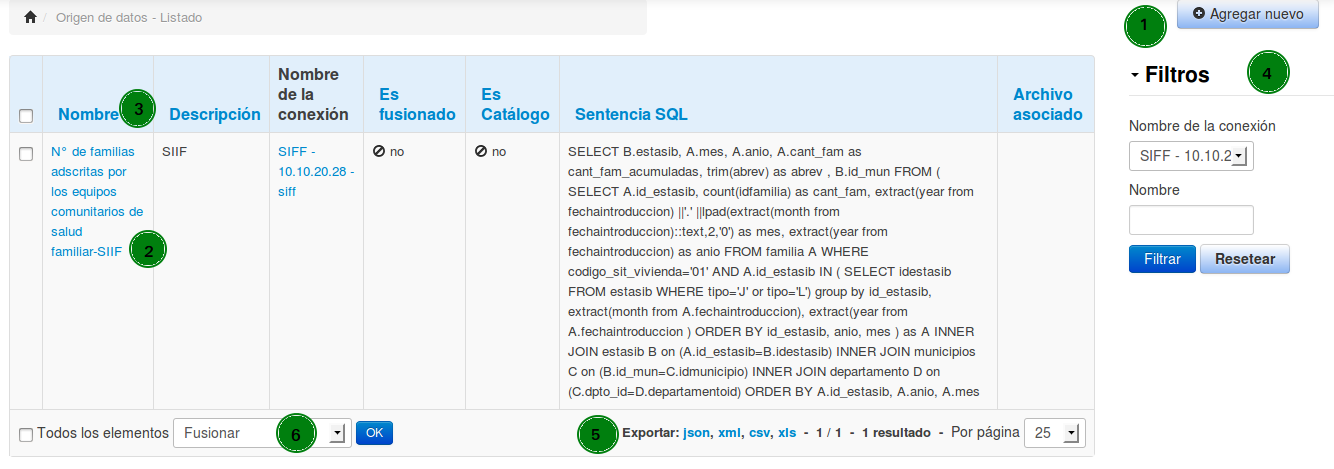 Origen de datos - Listado
1
Agregar nuevo
Nombre
3
Descripción
Nombre
de la
conexión
Es
fusionado
Es
Catálogo
Sentencia SQL
Archivo
asociado
N° de familias
adscritas por
los equipos
comunitarios de
salud
familiar-SIIF
2
SIIF
SIFF -
10.10.20.28 -
siff
no
no
SELECT B.estasib, A.mes, A.anio, A.cant_fam as
cant_fam_acumuladas, trim(abrev) as abrev , B.id_mun FROM (
SELECT A.id_estasib, count(idfamilia) as cant_fam, extract(year from
fechaintroduccion) ||'.' ||lpad(extract(month from
fechaintroduccion)::text,2,'0') as mes, extract(year from
fechaintroduccion) as anio FROM familia A WHERE
codigo_sit_vivienda='01' AND A.id_estasib IN ( SELECT idestasib
FROM estasib WHERE tipo='J' or tipo='L') group by id_estasib,
extract(month from A.fechaintroduccion), extract(year from
A.fechaintroduccion ) ORDER BY id_estasib, anio, mes ) as A INNER
JOIN estasib B on (A.id_estasib=B.idestasib) INNER JOIN municipios
C on (B.id_mun=C.idmunicipio) INNER JOIN departamento D on
(C.dpto_id=D.departamentoid) ORDER BY A.id_estasib, A.anio, A.mes
Todos los elementos
Fusionar
6
OK
5
Exportar: json, xml, csv, xls - 1 / 1 - 1 resultado - Por página 25
Filtros
4
Nombre de la conexión
SIFF - 10.10.2
Nombre
Filtrar
Resetear